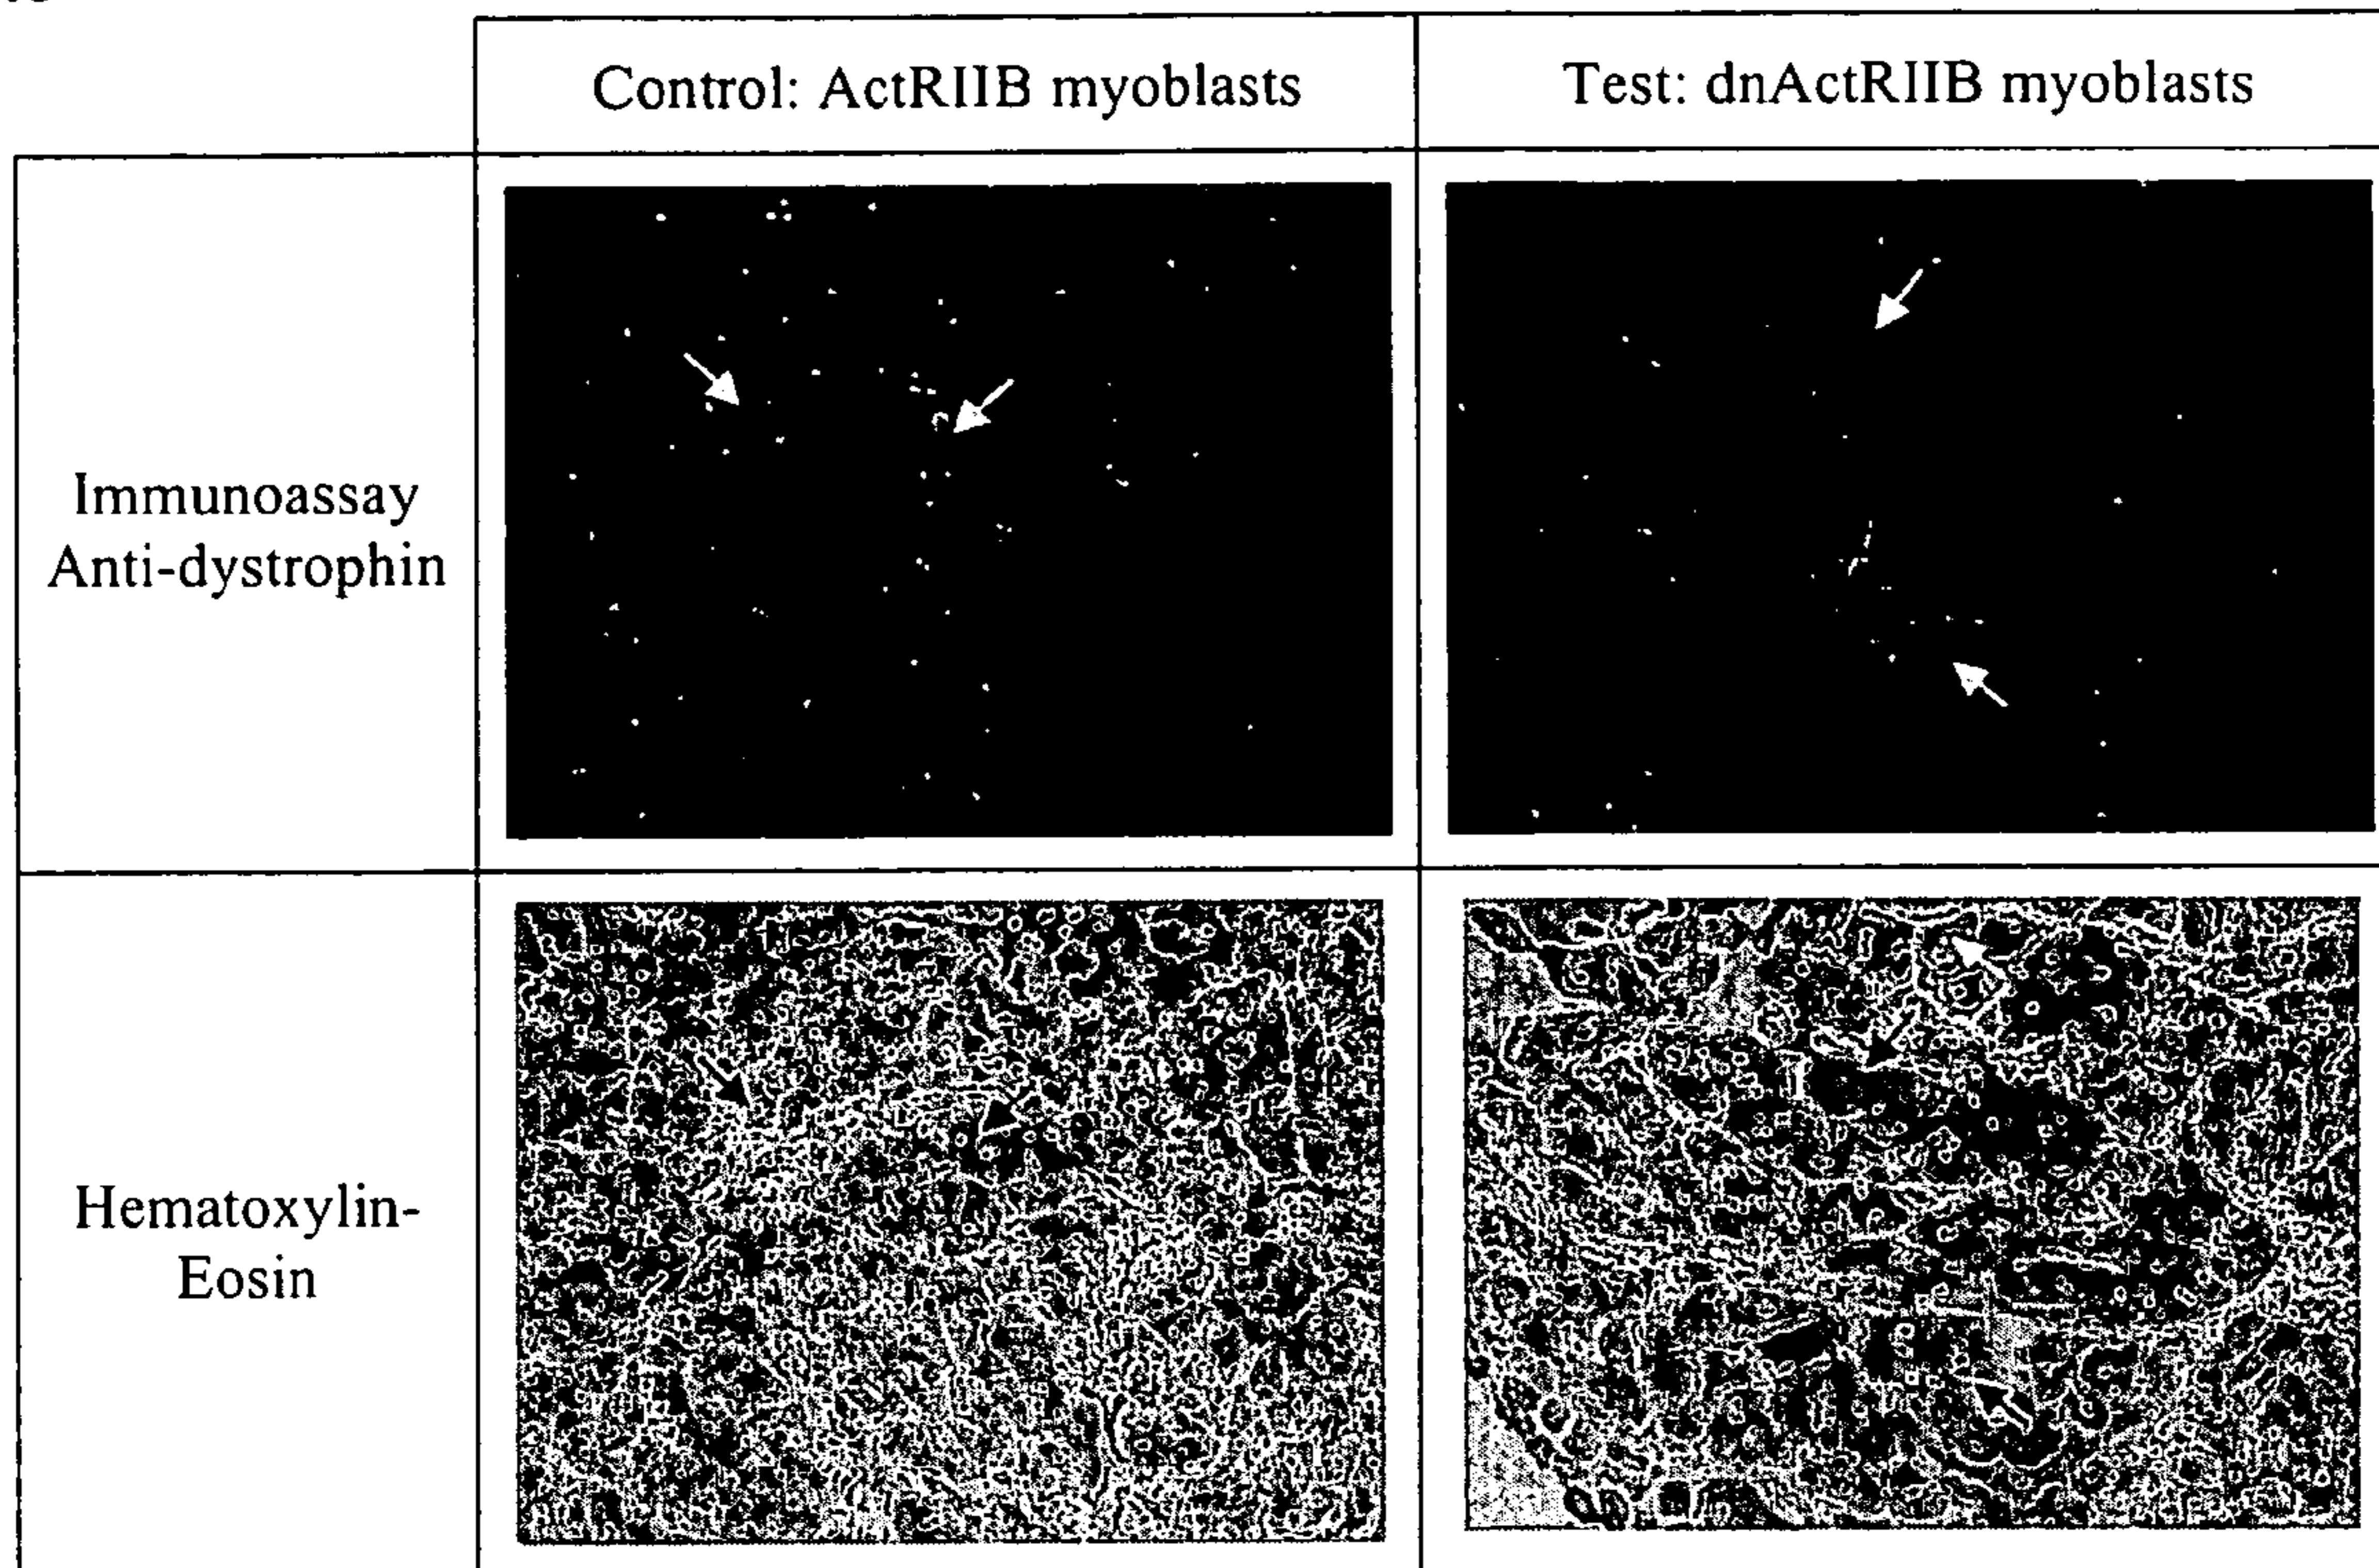 Control: ActRIIB myoblasts
Test: dnActRIIB myoblasts
Immunoassay
Anti-dystrophin
Hematoxylin-
Eosin